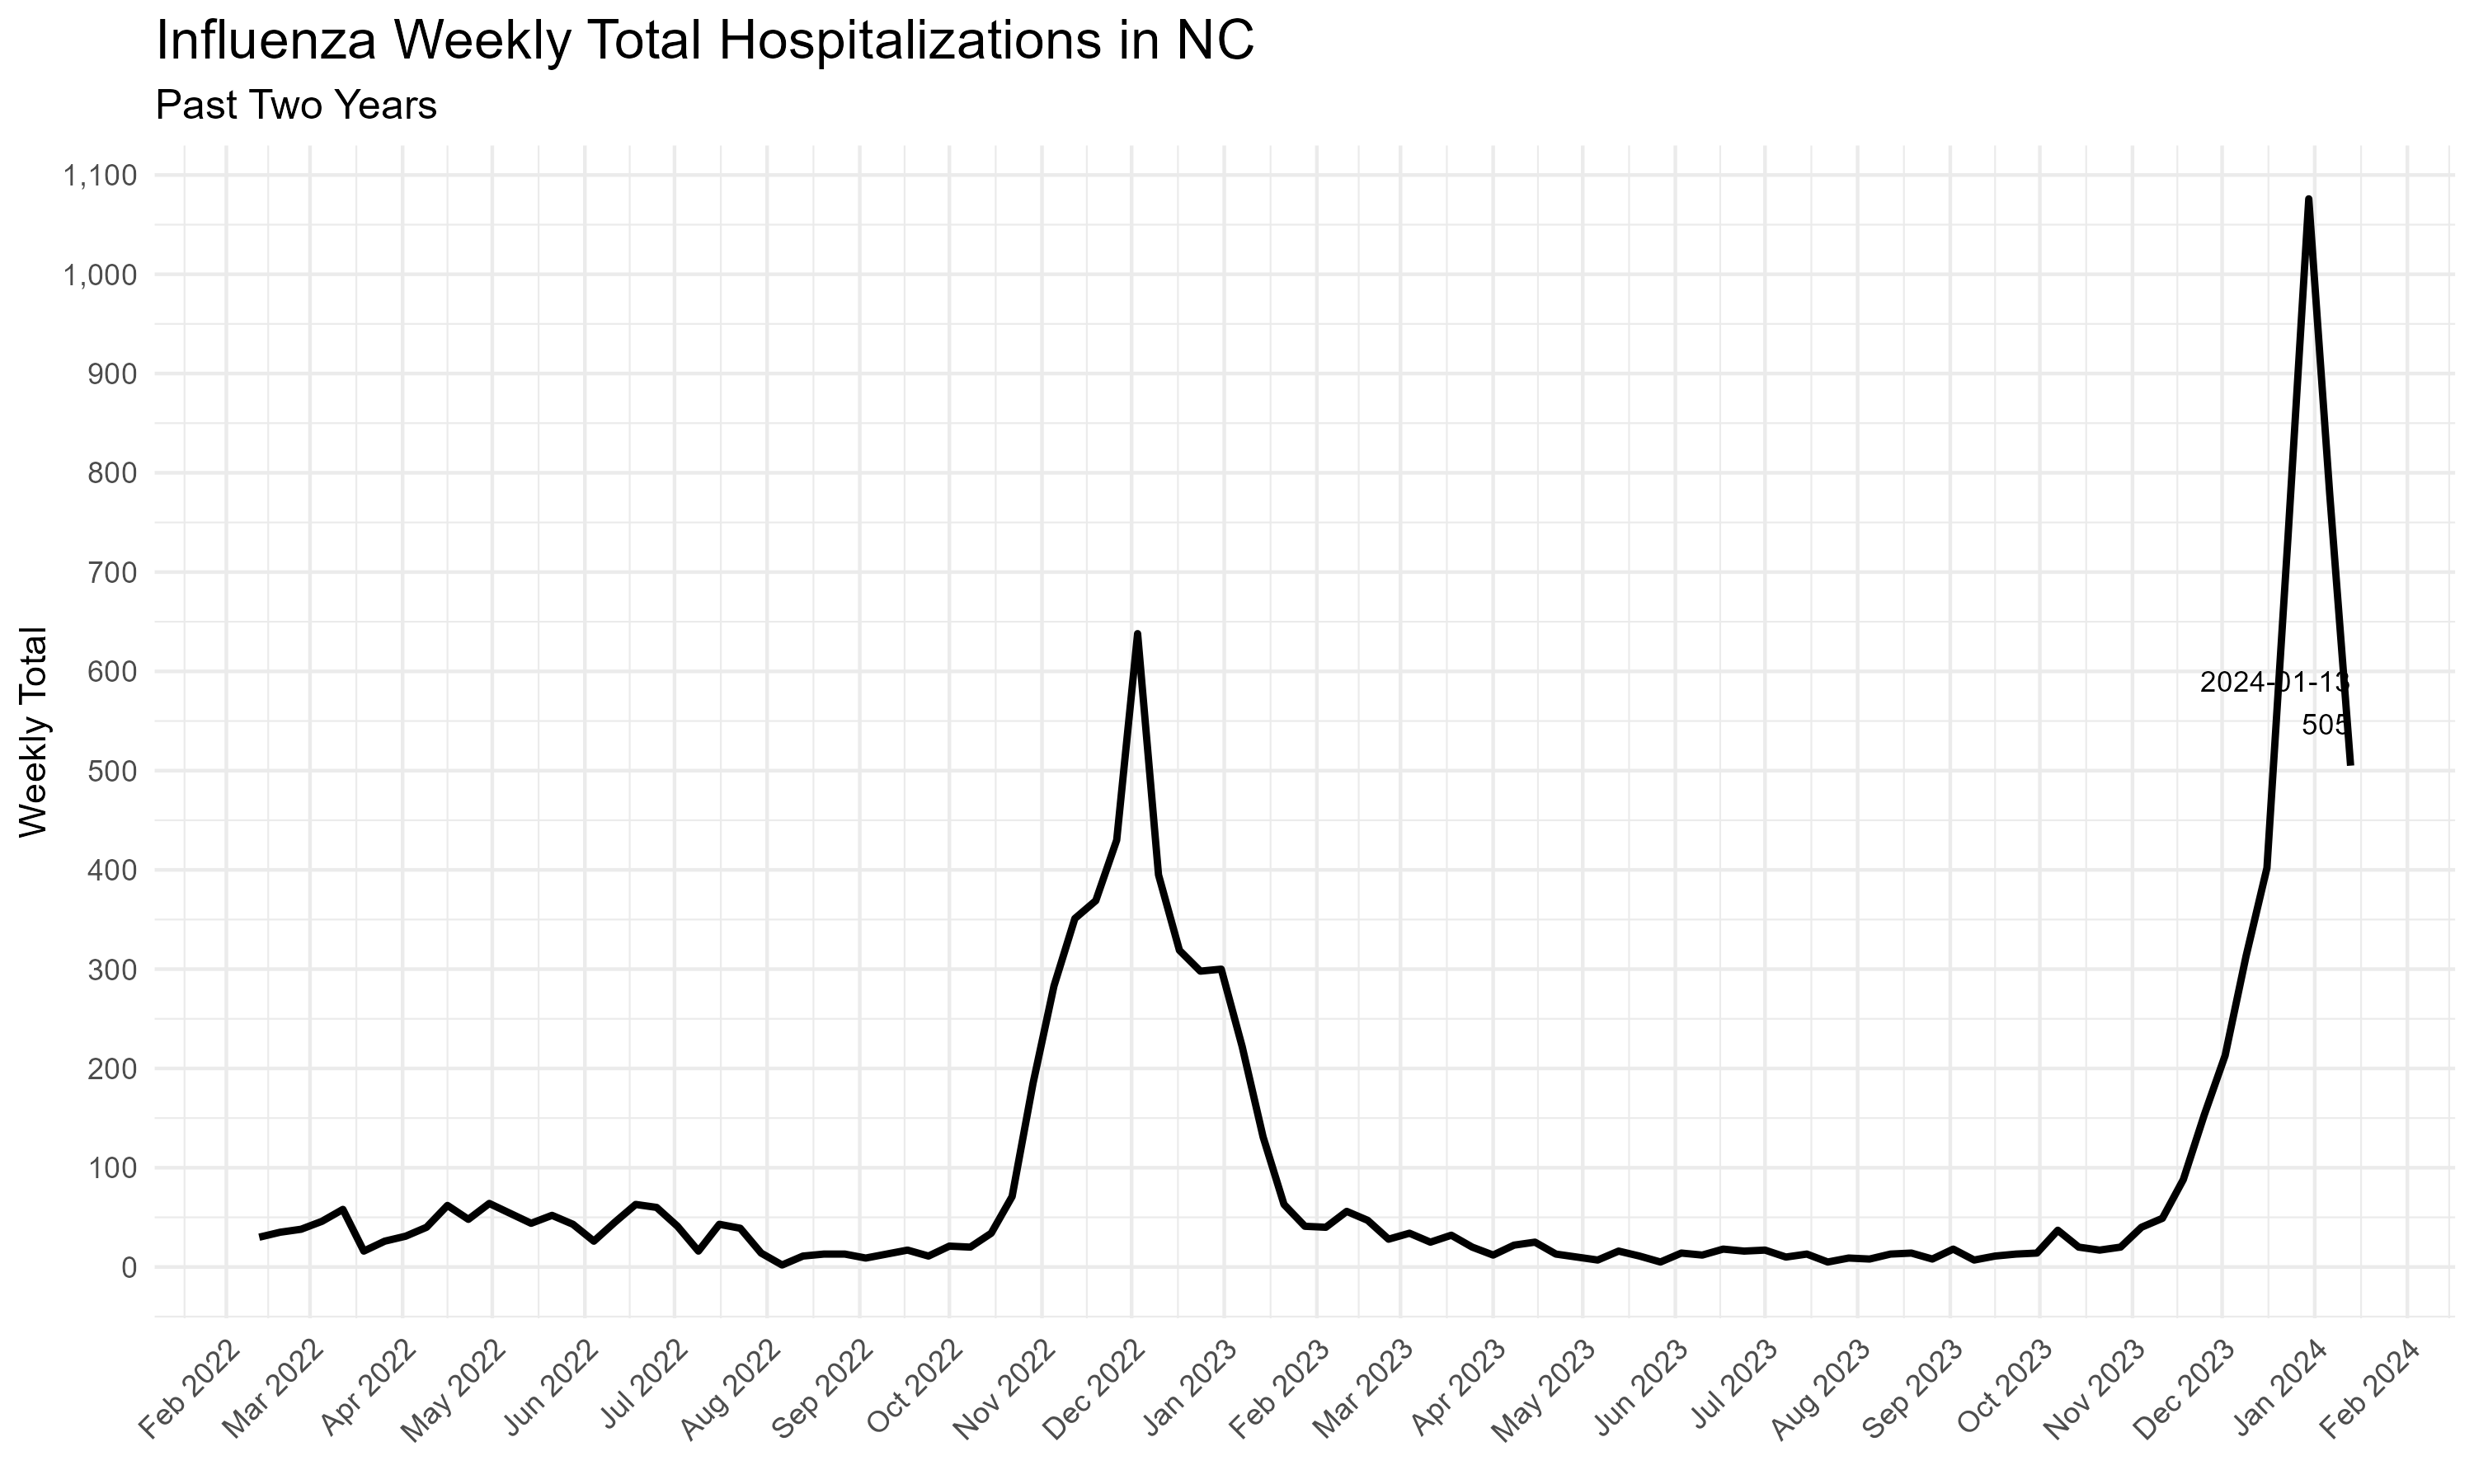 Influenza Weekly Total Hospitalizations in NC
Past Two Years
1,100
1,000
900
800
700
600
500
400
300
200
100
0
Weekly Total
2024-01-13
505
Feb 2022
Mar 2022
Apr 2022
May 2022
Jun 2022
Jul 2022
Aug 2022
Sep 2022
Oct 2022
Nov 2022
Dec 2022
Jan 2023
Feb 2023
Mar 2023
Apr 2023
May 2023
Jun 2023
Jul 2023
Aug 2023
Sep 2023
Oct 2023
Nov 2023
Dec 2023
Jan 2024
Feb 2024